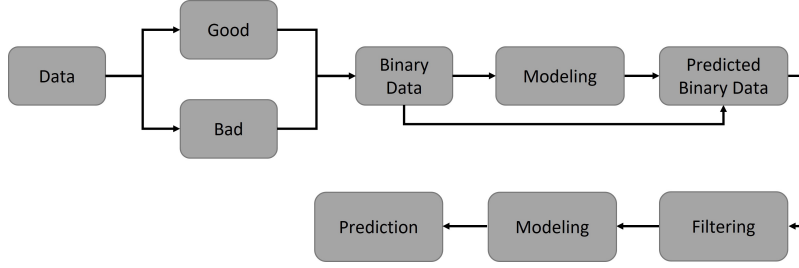 Data
Good
Bad
Binary
Data
Modeling
Predicted
Binary Data
Filtering
Modeling
Prediction